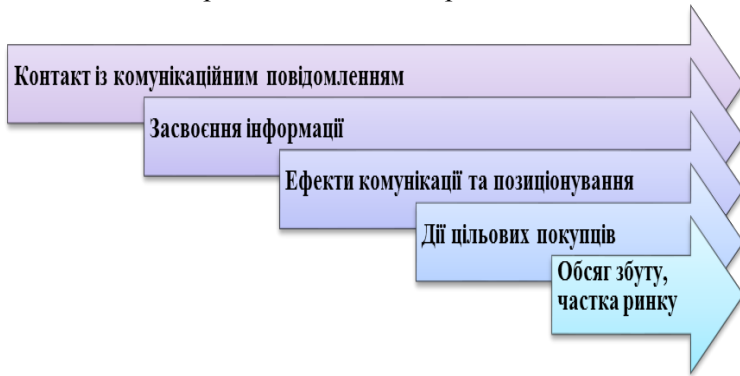 Контакт із комунікаційним повідомленням
Засвоєння інформації
Ефекти комунікації та позиціонування
Дії цільових покупців
Обсяг збуту,
частка ринку